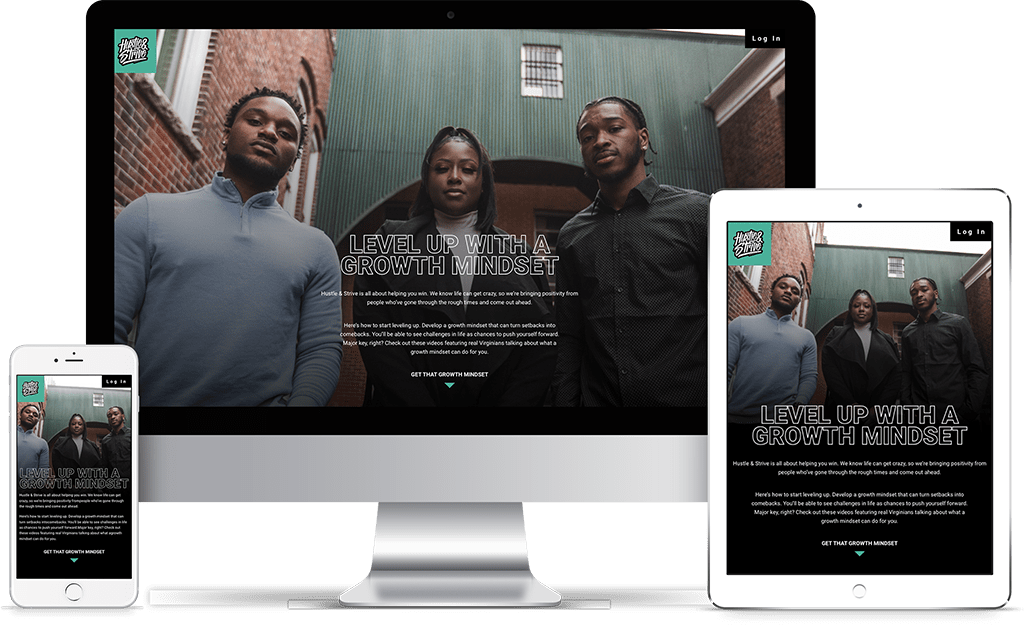 Hustle&
Strive
Log In
LEVEL UP WITH A
GROWTH MINDSET
Hustle & Strive is all about helping you win. We know life can get crazy, so we're bringing positivity from
people who've gone through the rough times and come out ahead.
Here's how to start leveling up. Develop a growth mindset that can turn setbacks into
comebacks. You'll be able to see challenges in life as chances to push yourself forward.
Major key, right? Check out these videos featuring real Virginians talking about what a
growth mindset can do for you.
GET THAT GROWTH MINDSET
Hustle&
Strive
Log In
LEVEL UP WITH A
GROWTH MINDSET
Hustle & Strive is all about helping you win. We know life can get
crazy, so we're bringing positivity frompeople who've gone through
the rough times and come out ahead
Here's how to start leveling up. Develop a growth mindset that can
turn setbacks intocomebacks. You'll be able to see challenges in life
as chances to push yourself forward.Major key, right? Check out
these videos featuring real Virginians talking about what agrowth
mindset can do for you.
GET THAT GROWTH MINDSET
Hustle&
Strive
Log In
LEVEL UP WITH A
GROWTH MINDSET
Hustle & Strive is all about helping you win. We know life can get crazy, so we're bringing positivity from
people who've gone through the rough times and come out ahead.
Here's how to start leveling up. Develop a growth mindset that can turn setbacks into
comebacks. You'll be able to see challenges in life as chances to push yourself forward.
Major key, right? Check out these videos featuring real Virginians talking about what a
growth mindset can do for you.
GET THAT GROWTH MINDSET